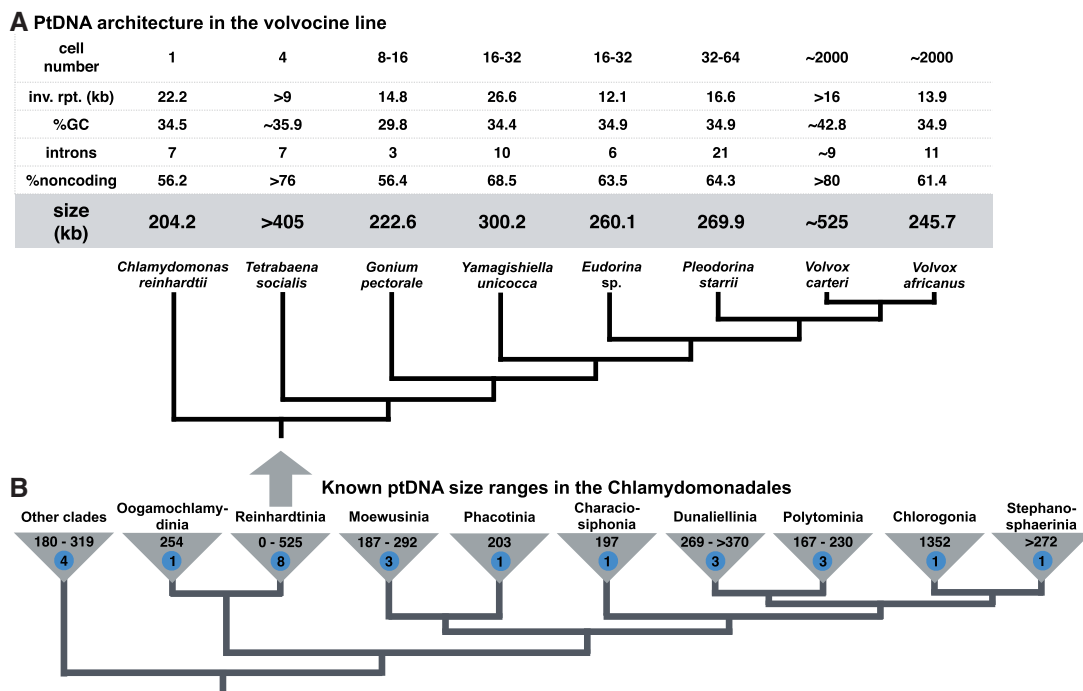 A PtDNA architecture in the volvocine line
cell number 1 4 8-16 16-32 16-32 32-64 ~2000 ~2000
inv. rpt. (kb) 22.2 >9 14.8 26.6 12.1 16.6 >16 13.9
%GC 34.5 ~35.9 29.8 34.4 34.9 34.9 ~42.8 34.9
introns 7 7 3 10 6 21 ~9 11
%noncoding 56.2 >76 56.4 68.5 63.5 64.3 >80 61.4
size (kb) 204.2 >405 222.6 300.2 260.1 269.9 ~525 245.7
Chlamydomonas Tetrabaena Gonium Yamagishiella Eudorina Pleodorina Volvox Volvox
reinhardtii socialis pectorale unicocca sp. starrii carteri africanus
B Known ptDNA size ranges in the Chlamydomonadales
Other clades Oogamochlamy- Reinhardtinia Moewusinia Phacotinia Characio- Dunaliellinia Polytominia Chlorogonia Stephano-
dinia siphonia sphaerinia
180 - 319 254 0 - 525 187 - 292 203 197 269 - >370 167 - 230 1352 >272
4 1 8 3 1 1 3 3 1 1